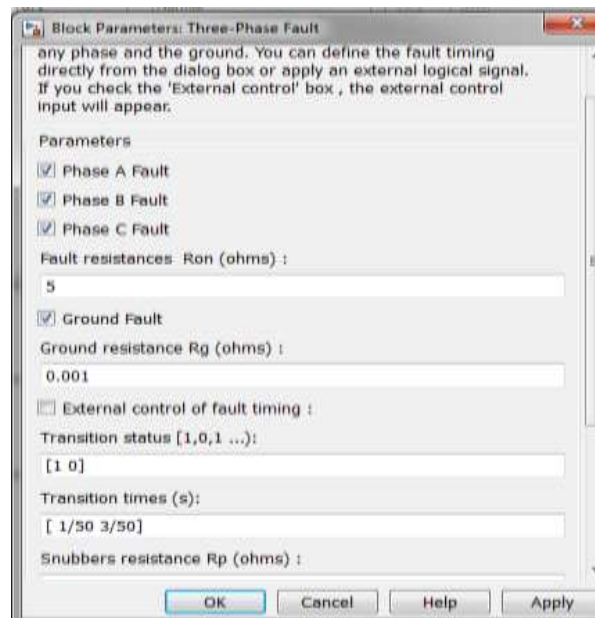 Block Parameters: Three-Phase Fault
any phase and the ground. You can define the fault timing
directly from the dialog box or apply an external logical signal.
If you check the 'External control' box , the external control
input will appear.
Parameters
Phase A Fault
Phase B Fault
Phase C Fault
Fault resistances Ron (ohms) :
5
Ground Fault
Ground resistance Rg (ohms) :
0.001
External control of fault timing :
Transition status [1,0,1 ...):
[1 0]
Transition times (s):
[ 1/50 3/50]
Snubbers resistance Rp (ohms) :
OK Cancel Help Apply